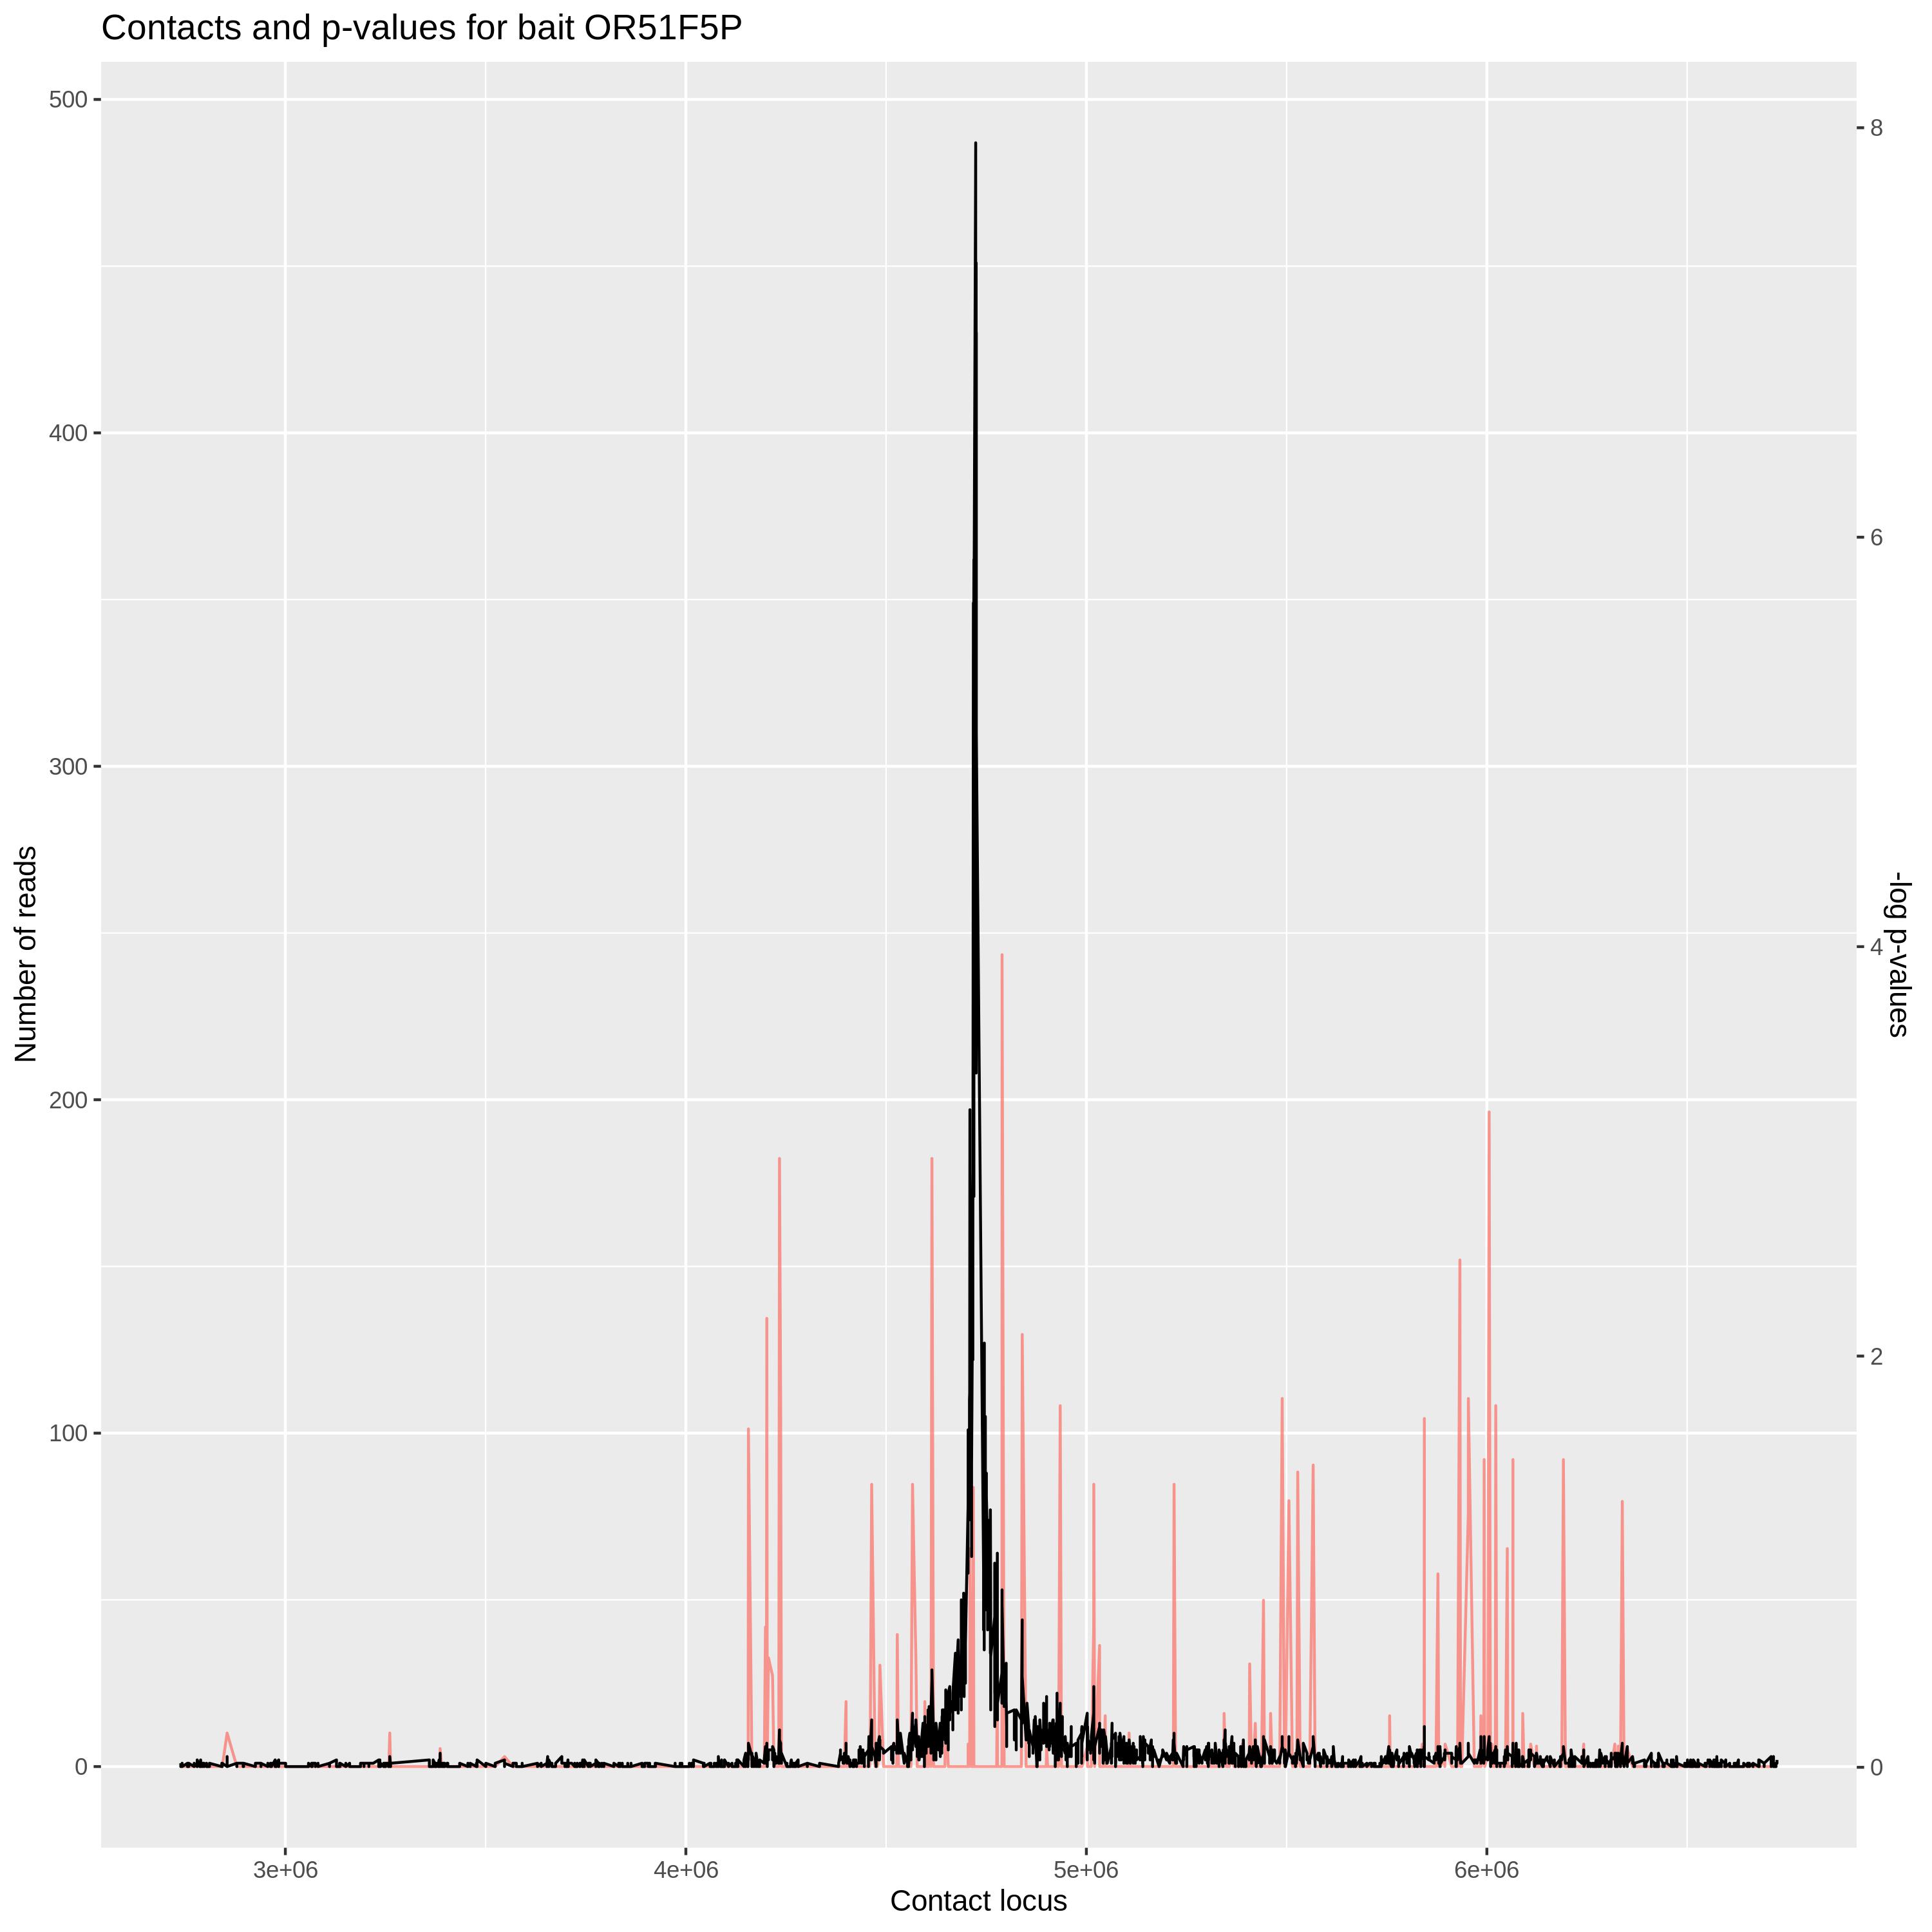 Contacts and p-values for bait OR51F5P
500
400
300
200
100
0
Number of reads
8
6
4
2
0
-log p-values
3e+06
4e+06
5e+06
6e+06
Contact locus